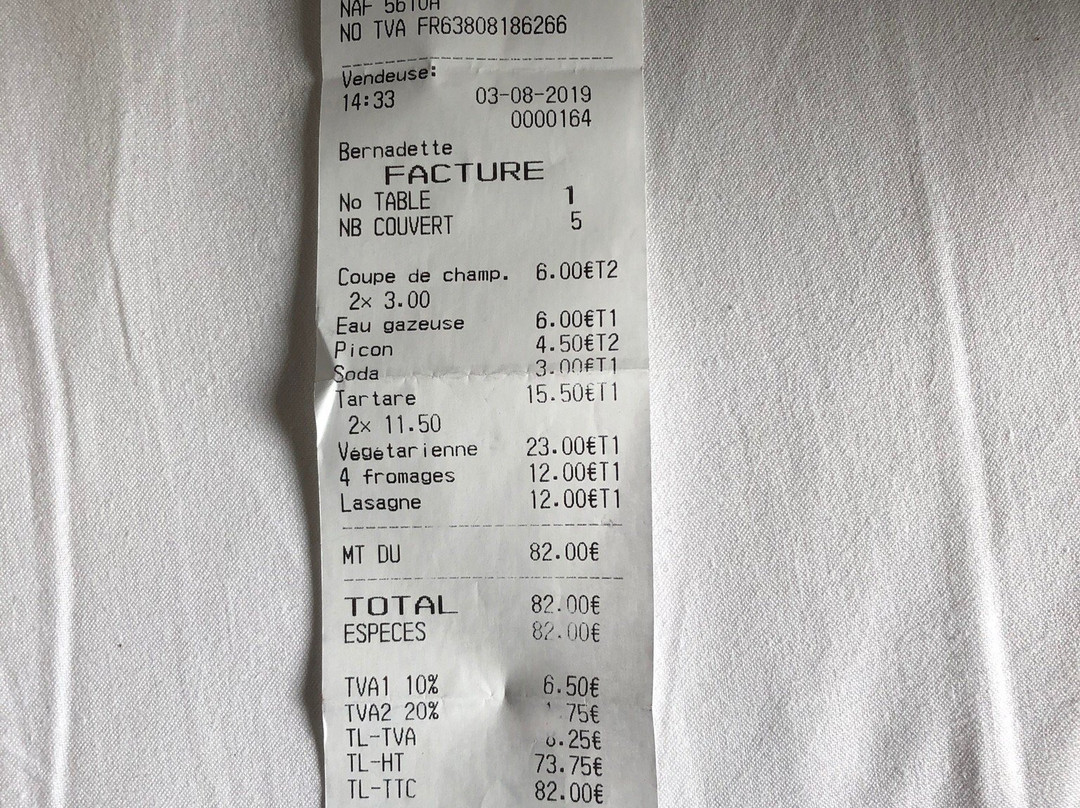 NAF 5610A
NO TVA FR63808186266
Vendeuse:
14:33 03-08-2019
0000164
Bernadette
FACTURE
No TABLE 1
NB COUVERT 5
Coupe de champ. 6.00€T2
2x 3.00
Eau gazeuse 6.00€T1
Picon 4.50€T2
Soda 3.00€T1
Tartare 15.50€T1
2x 11.50
Végétarienne 23.00€T1
4 fromages 12.00€T1
Lasagne 12.00€T1
MT DU 82.00€
TOTAL 82.00€
ESPECES 82.00€
TVA1 10% 6.50€
TVA2 20% 75€
TL-TVA .25€
TL-HT 73.75€
TL-TTC 82.00€